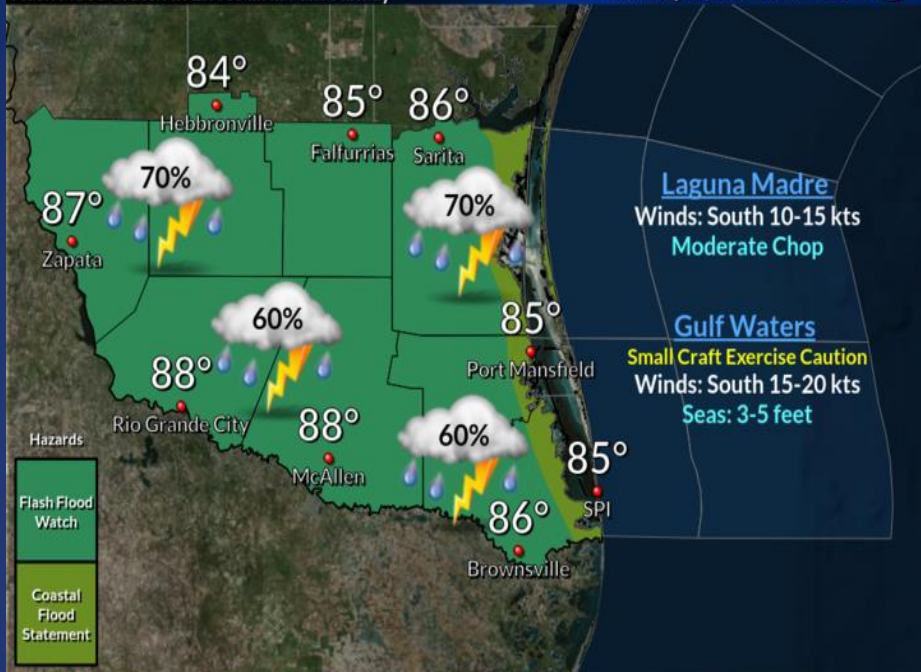 84°
Hebbronville
85°
Falfurrias
86°
Sarita
70%
70%
87°
Zapata
Laguna Madre
Winds: South 10-15 kts
Moderate Chop
60%
85°
Port Mansfield
Gulf Waters
Small Craft Exercise Caution
Winds: South 15-20 kts
Seas: 3-5 feet
88°
Rio Grande City
88°
McAllen
60%
85°
SPI
86°
Brownsville
Hazards
Flash Flood
Watch
Coastal
Flood
Statement